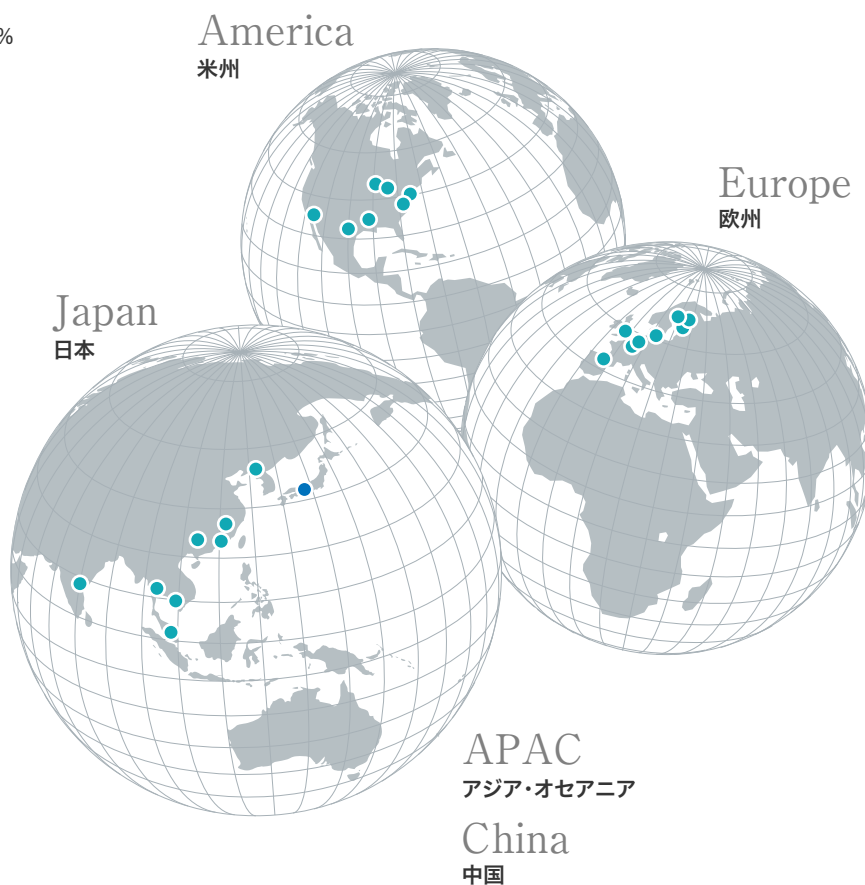 %
America
米州
Europe
欧州
Japan
日本
APAC
アジア・オセアニア
China
中国